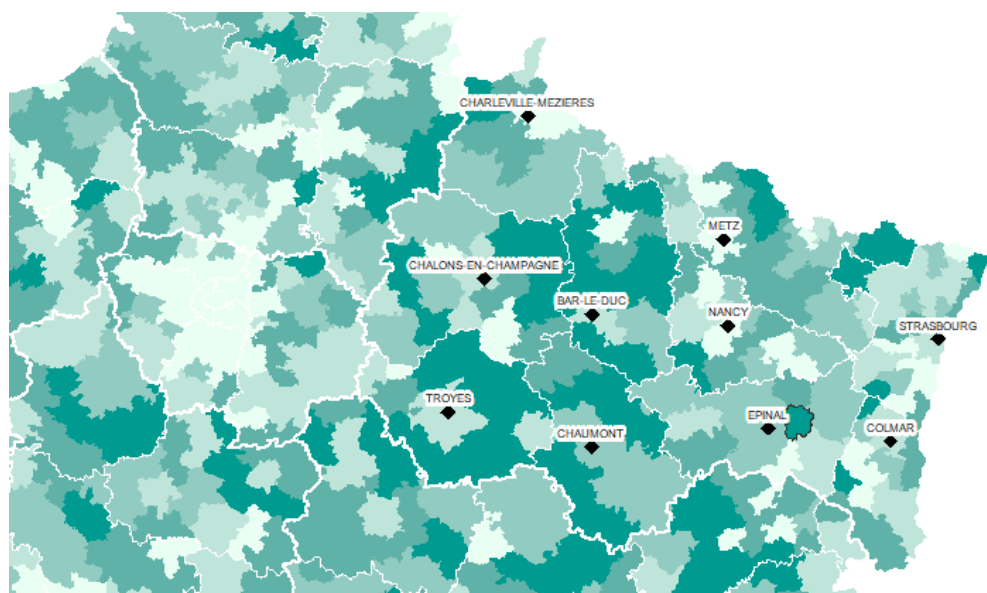 CHARLEVILLE-MEZIERES
METZ
CHALONS-EN-CHAMPAGNE
BAR-LE-DUC
NANCY
STRASBOURG
TROYES
EPINAL
CHAUMONT
COLMAR